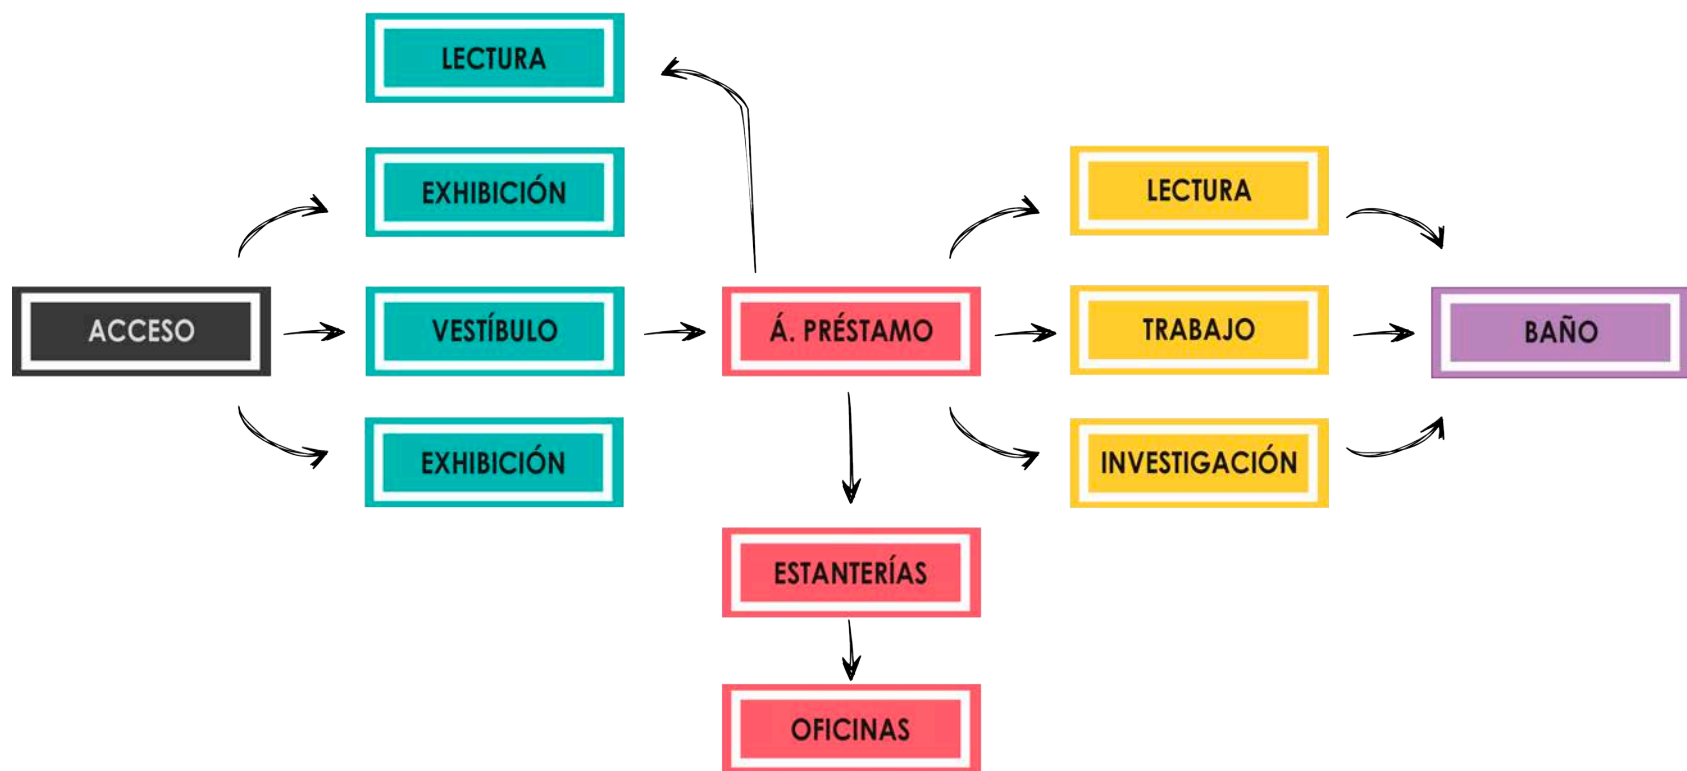 LECTURA
EXHIBICIÓN
LECTURA
ACCESO
VESTÍBULO
Á. PRÉSTAMO
TRABAJO
BAÑO
EXHIBICIÓN
INVESTIGACIÓN
ESTANTERÍAS
OFICINAS